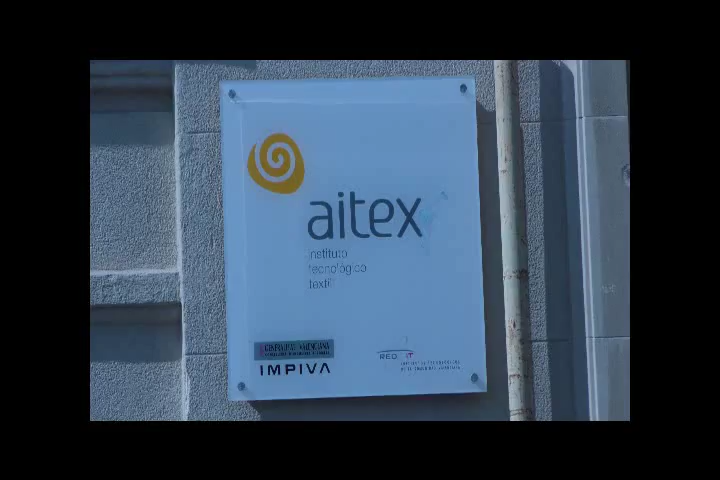 aitex
instituto
tecnológico
textil
GENERALITAT VALENCIANA
IMPIVA
RED IT